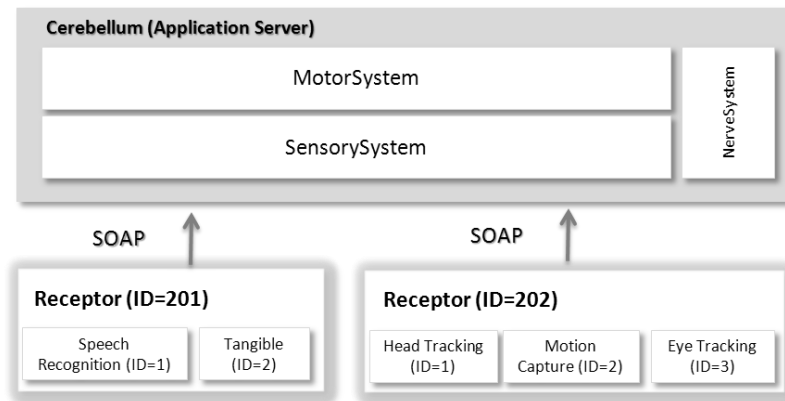 Cerebellum (Application Server)
MotorSystem
SensorySystem
NerveSystem
SOAP
SOAP
Receptor (ID=201)
Speech
Recognition (ID=1)
Tangible
(ID=2)
Receptor (ID=202)
Head Tracking
(ID=1)
Motion
Capture (ID=2)
Eye Tracking
(ID=3)